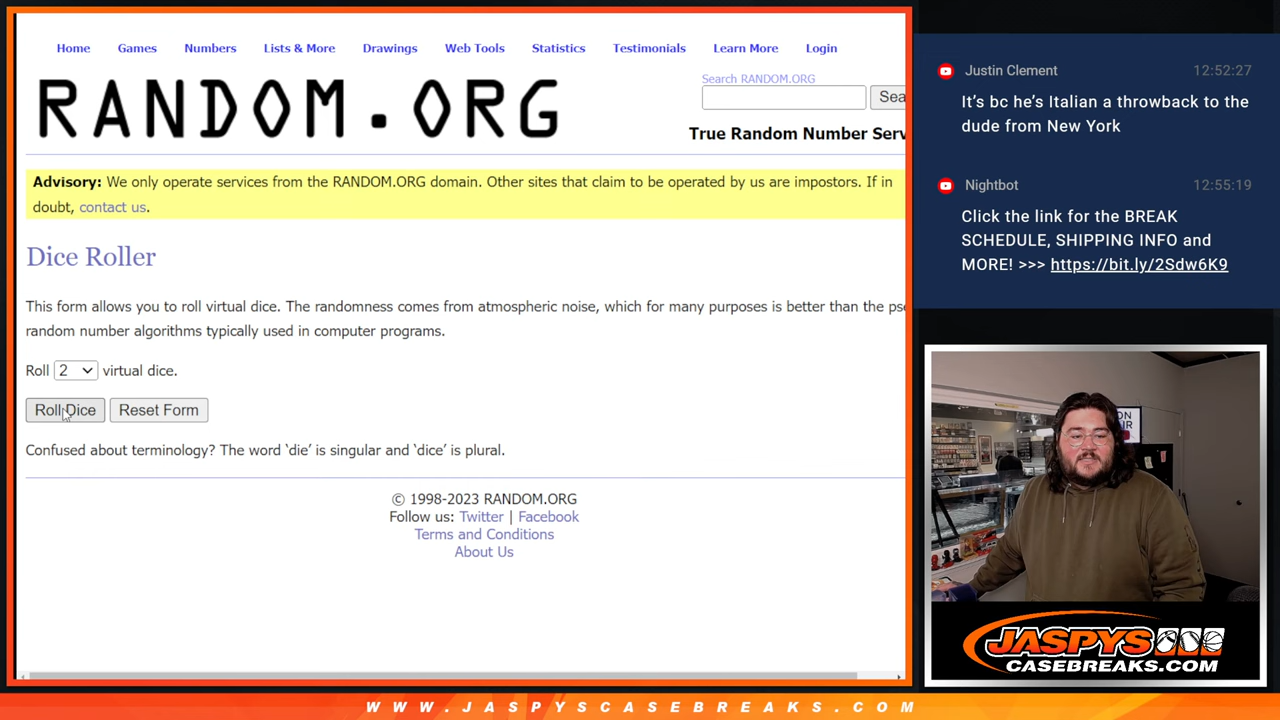 Home Games Numbers Lists & More Drawings Web Tools Statistics Testimonials Learn More Login
RANDOM.ORG
Search RANDOM.ORG
Sea
True Random Number Serv
Advisory: We only operate services from the RANDOM.ORG domain. Other sites that claim to be operated by us are impostors. If in
doubt, contact us.
Dice Roller
This form allows you to roll virtual dice. The randomness comes from atmospheric noise, which for many purposes is better than the pse
random number algorithms typically used in computer programs.
Roll 2 virtual dice.
Roll Dice Reset Form
Confused about terminology? The word ‘die’ is singular and ‘dice’ is plural.
© 1998-2023 RANDOM.ORG
Follow us: Twitter | Facebook
Terms and Conditions
About Us
Justin Clement 12:52:27
It’s bc he’s Italian a throwback to the
dude from New York
Nightbot 12:55:19
Click the link for the BREAK
SCHEDULE, SHIPPING INFO and
MORE! >>> https://bit.ly/2Sdw6K9
ON
AIR
JASPYS
CASEBREAKS.COM
WWW.JASPYSCASEBREAKS.COM